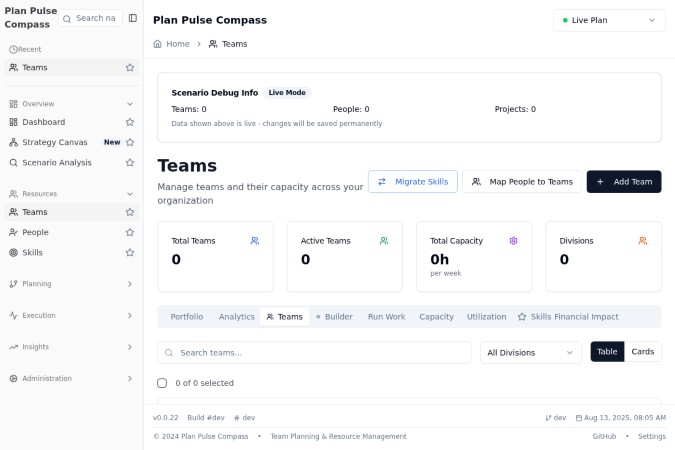 Plan Pulse
Compass
Search na
Recent
Teams
Overview
Dashboard
Strategy Canvas New
Scenario Analysis
Resources
Teams
People
Skills
Planning
Execution
Insights
Administration
Plan Pulse Compass
Live Plan
Home > Teams
Scenario Debug Info Live Mode
Teams: 0 People: 0 Projects: 0
Data shown above is live - changes will be saved permanently
Teams
Manage teams and their capacity across your
organization
Migrate Skills
Map People to Teams
+ Add Team
Total Teams
0
Active Teams
0
Total Capacity
0h
per week
Divisions
0
Portfolio Analytics Teams Builder Run Work Capacity Utilization Skills Financial Impact
Search teams... All Divisions Table Cards
0 of 0 selected
v0.0.22 Build #dev # dev dev Aug 13, 2025, 08:05 AM
© 2024 Plan Pulse Compass • Team Planning & Resource Management GitHub • Settings